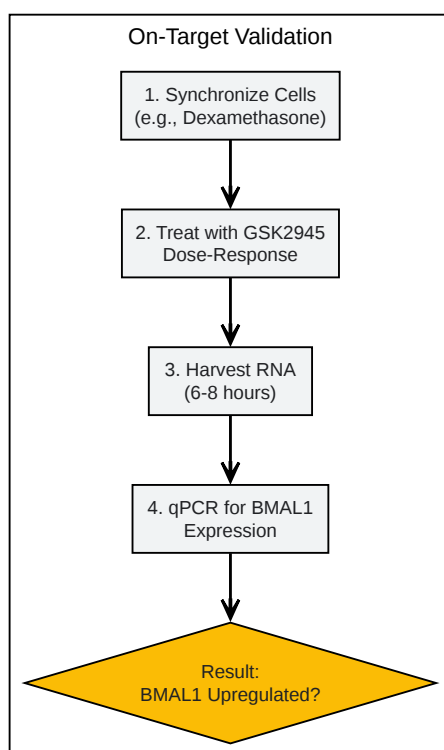 On-Target Validation
1. Synchronize Cells
(e.g., Dexamethasone)
2. Treat with GSK2945
Dose-Response
3. Harvest RNA
(6-8 hours)
4. qPCR for BMAL1
Expression
Result:
BMAL1 Upregulated?